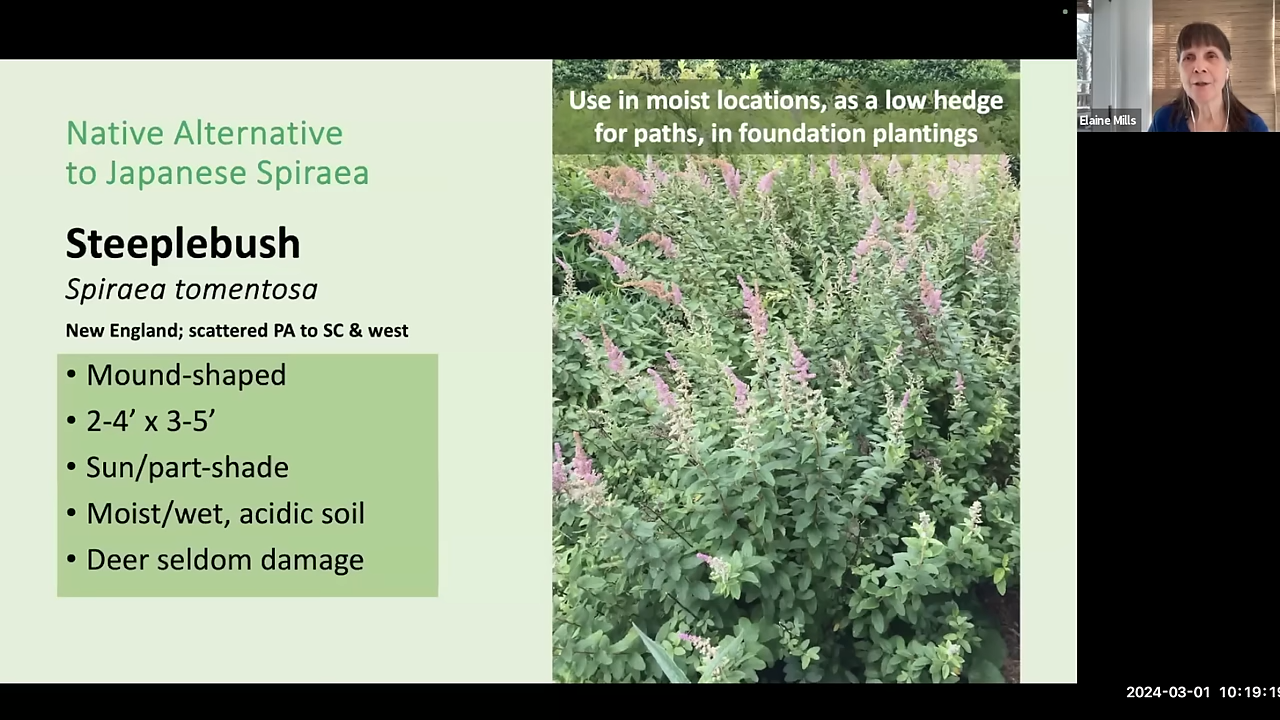 Native Alternative
to Japanese Spiraea
Steeplebush
Spiraea tomentosa
New England; scattered PA to SC & west
• Mound-shaped
• 2-4’ x 3-5’
• Sun/part-shade
• Moist/wet, acidic soil
• Deer seldom damage
Use in moist locations, as a low hedge
for paths, in foundation plantings
Elaine Mills
2024-03-01 10:19:19